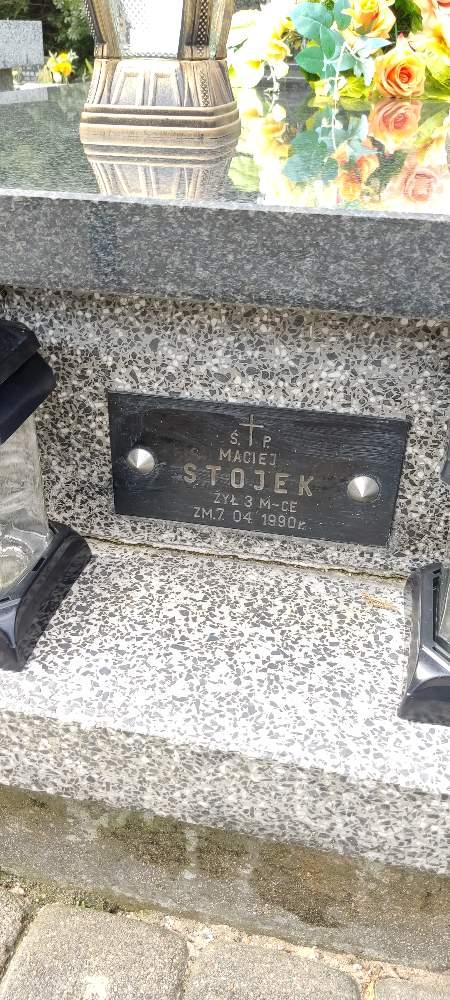 Ś P
MACIEJ
STOJEK
ŻYŁ 3 M-CE
ZM.7. 04 1990r.